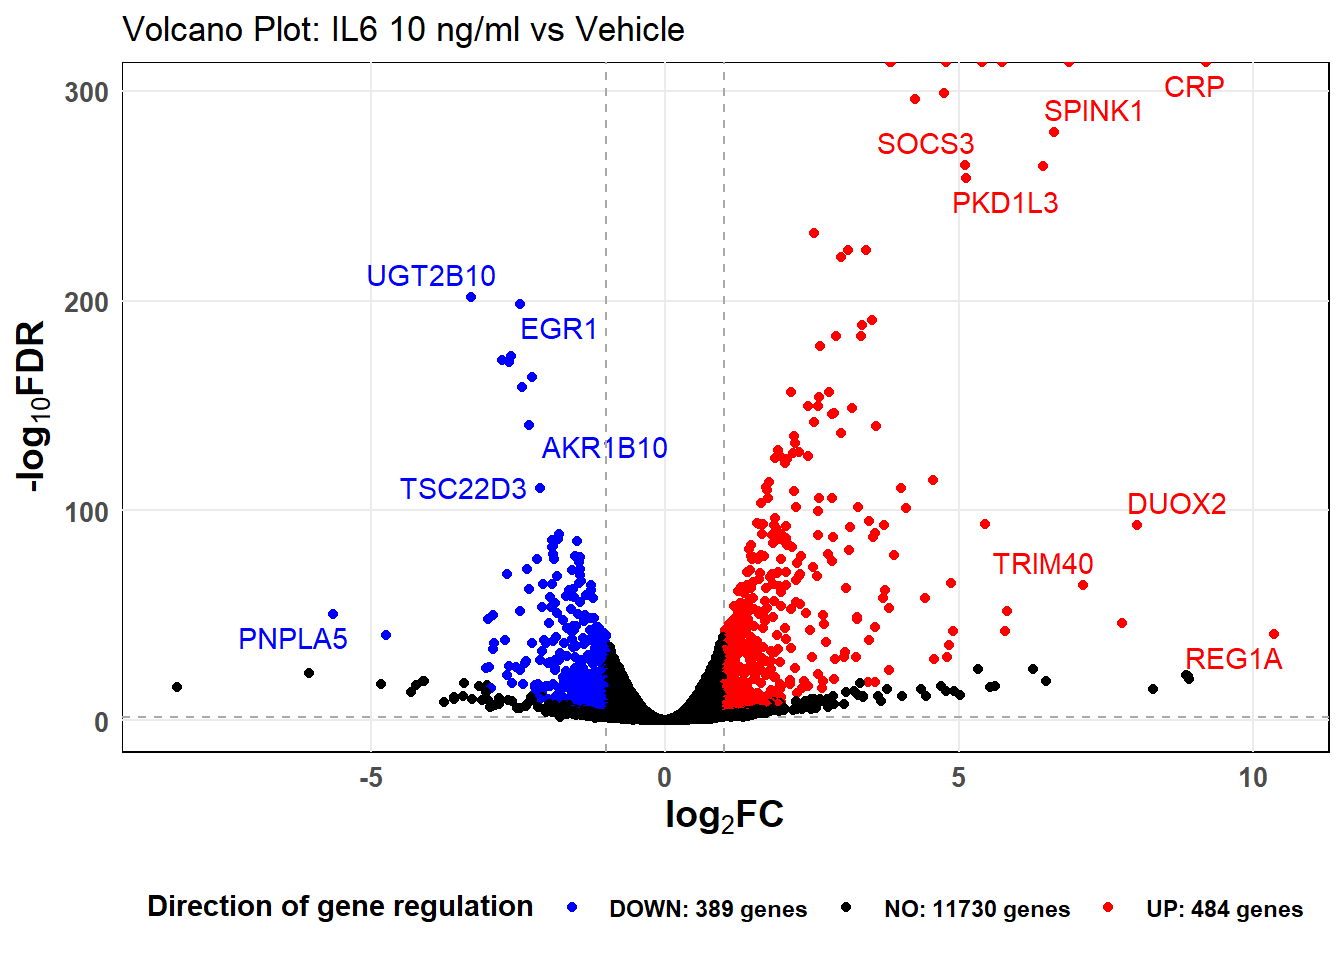 Volcano Plot: IL6 10 ng/ml vs Vehicle
300
200
100
0
-log10FDR
CRP
SPINK1
SOCS3
PKD1L3
UGT2B10
EGR1
AKR1B10
TSC22D3
DUOX2
TRIM40
PNPLA5
REG1A
-5
0
5
10
log2FC
Direction of gene regulation
DOWN: 389 genes
NO: 11730 genes
UP: 484 genes